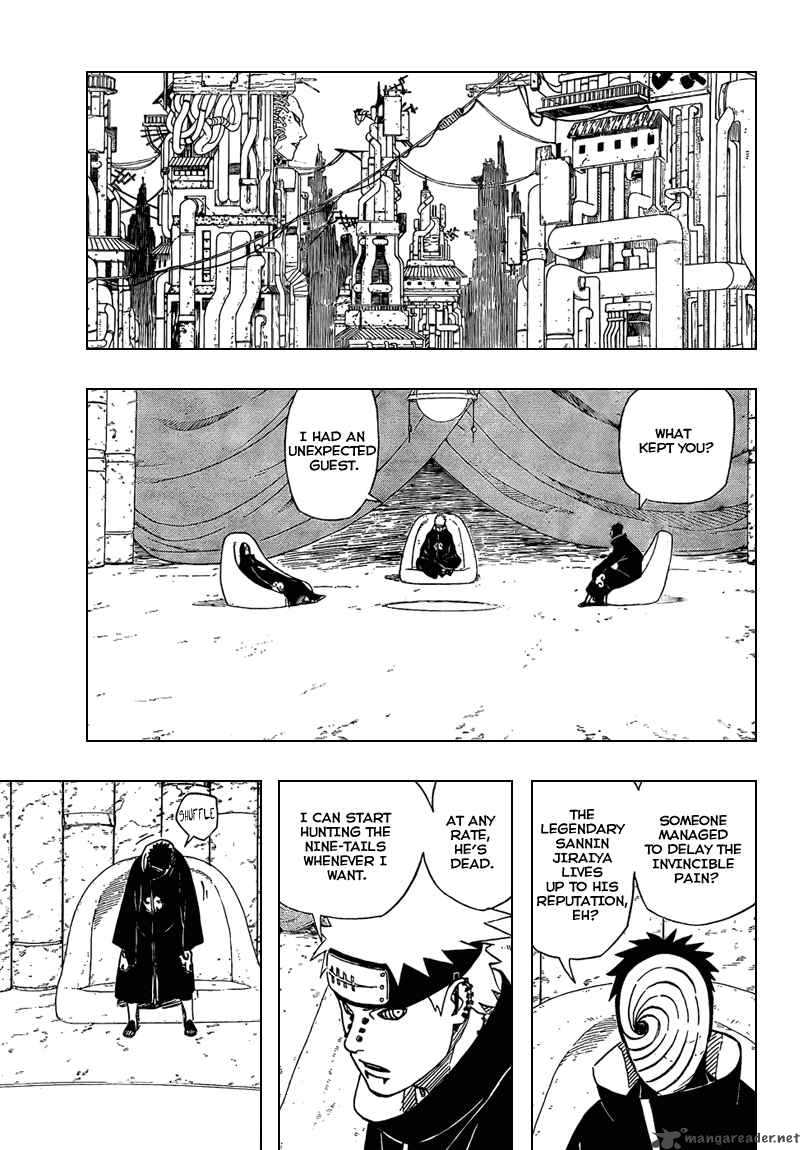 WHAT
KEPT YOU?
I HAD AN
UNEXPECTED
GUEST.
SOMEONE
MANAGED
TO DELAY THE
INVINCIBLE
PAIN?
THE
LEGENDARY
SANNIN
JIRAIYA
LIVES
UP TO HIS
REPUTATION,
EH?
AT ANY
RATE,
HE'S
DEAD.
I CAN START
HUNTING THE
NINE-TAILS
WHENEVER I
WANT.
SHUFFLE
mangareader.net